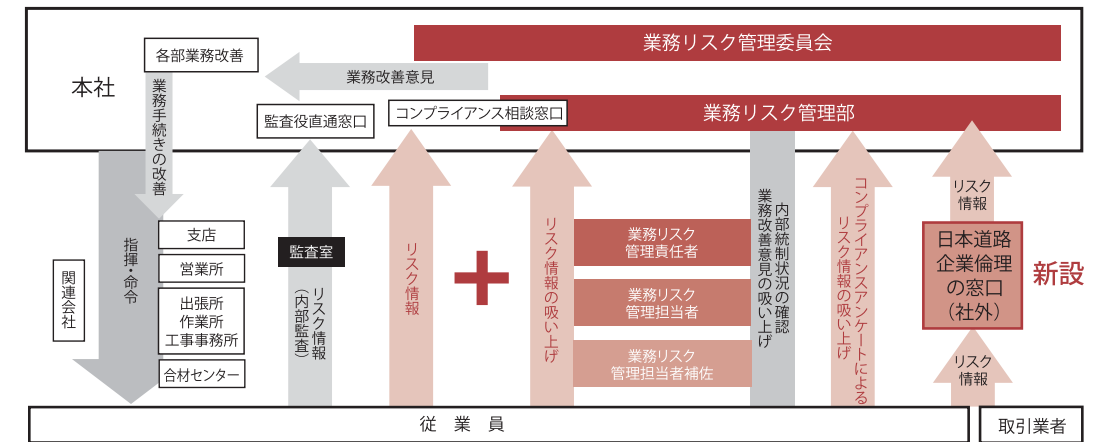 業務リスク管理委員会
各部業務改善
業務改善意見
本社
コンプライアンス相談窓口
業務リスク管理部
監査役直通窓口
業務手続きの改善
指揮・命令
関連会社
支店
営業所
出張所
作業所
工事事務所
合材センター
監査室
リスク情報
（内部監査）
リスク情報
+
リスク情報の吸い上げ
業務リスク
管理責任者
業務リスク
管理担当者
業務リスク
管理担当者補佐
内部統制状況の確認
業務改善意見の吸い上げ
コンプライアンスアンケートによる
リスク情報の吸い上げ
リスク
情報
日本道路
企業倫理
の窓口
（社外）
新設
リスク
情報
従業員
取引業者